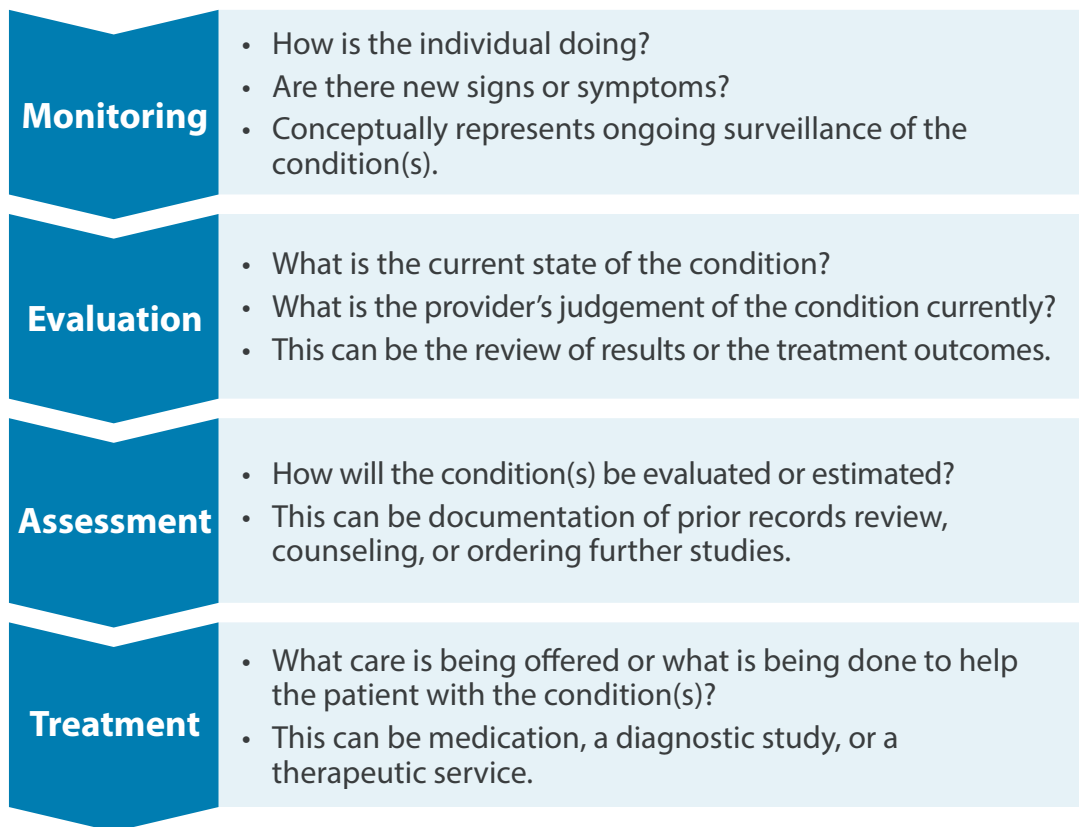 Monitoring
• How is the individual doing?
• Are there new signs or symptoms?
• Conceptually represents ongoing surveillance of the
condition(s).
Evaluation
• What is the current state of the condition?
• What is the provider’s judgement of the condition currently?
• This can be the review of results or the treatment outcomes.
Assessment
• How will the condition(s) be evaluated or estimated?
• This can be documentation of prior records review,
counseling, or ordering further studies.
Treatment
• What care is being offered or what is being done to help
the patient with the condition(s)?
• This can be medication, a diagnostic study, or a
therapeutic service.